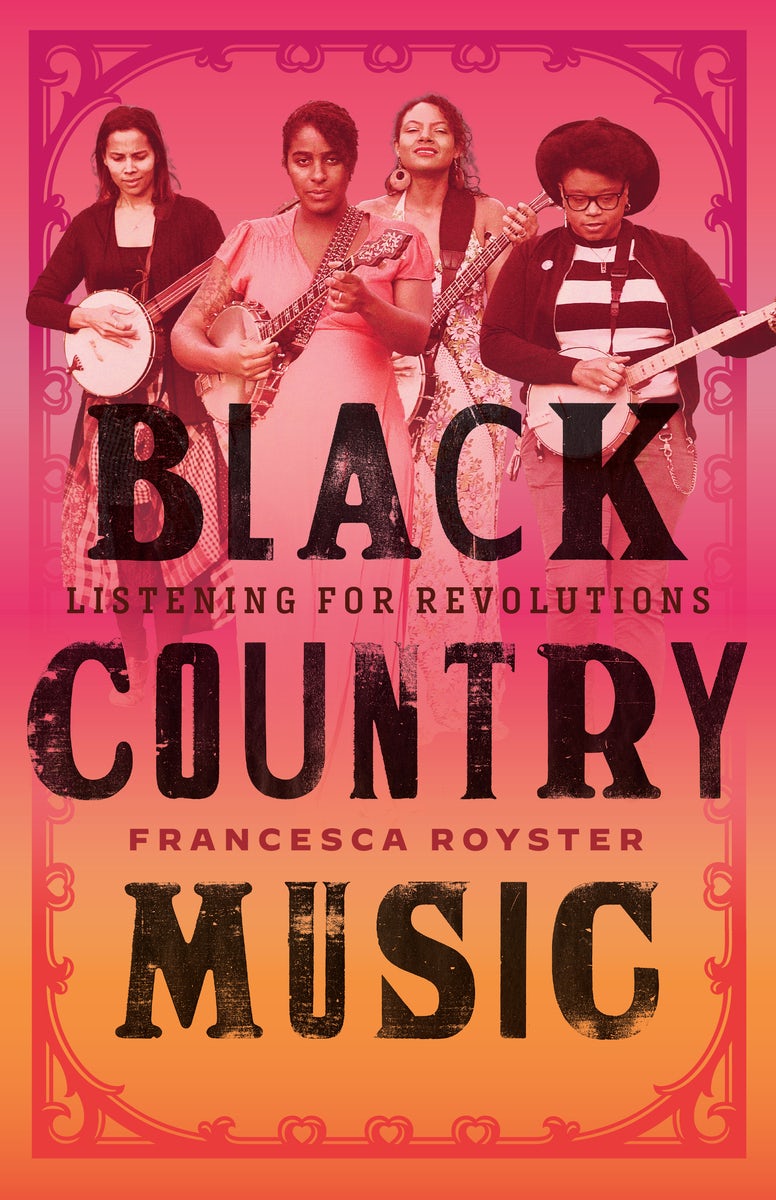 BLACK
LISTENING FOR REVOLUTIONS
COUNTRY
FRANCESCA ROYSTER
MUSIC